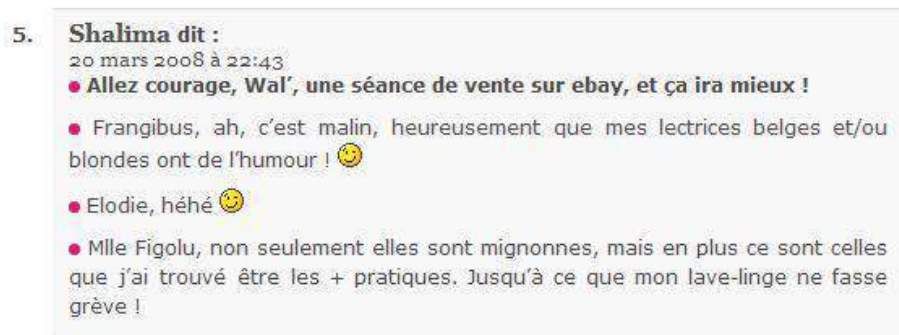 5. Shalima dit :
20 mars 2008 à 22:43
• Allez courage, Wal’, une séance de vente sur ebay, et ça ira mieux !
• Frangibus, ah, c’est malin, heureusement que mes lectrices belges et/ou
blondes ont de l’humour !
• Elodie, héhé
• Mlle Figolu, non seulement elles sont mignonnes, mais en plus ce sont celles
que j’ai trouvé être les + pratiques. Jusqu’à ce que mon lave-linge ne fasse
grève !